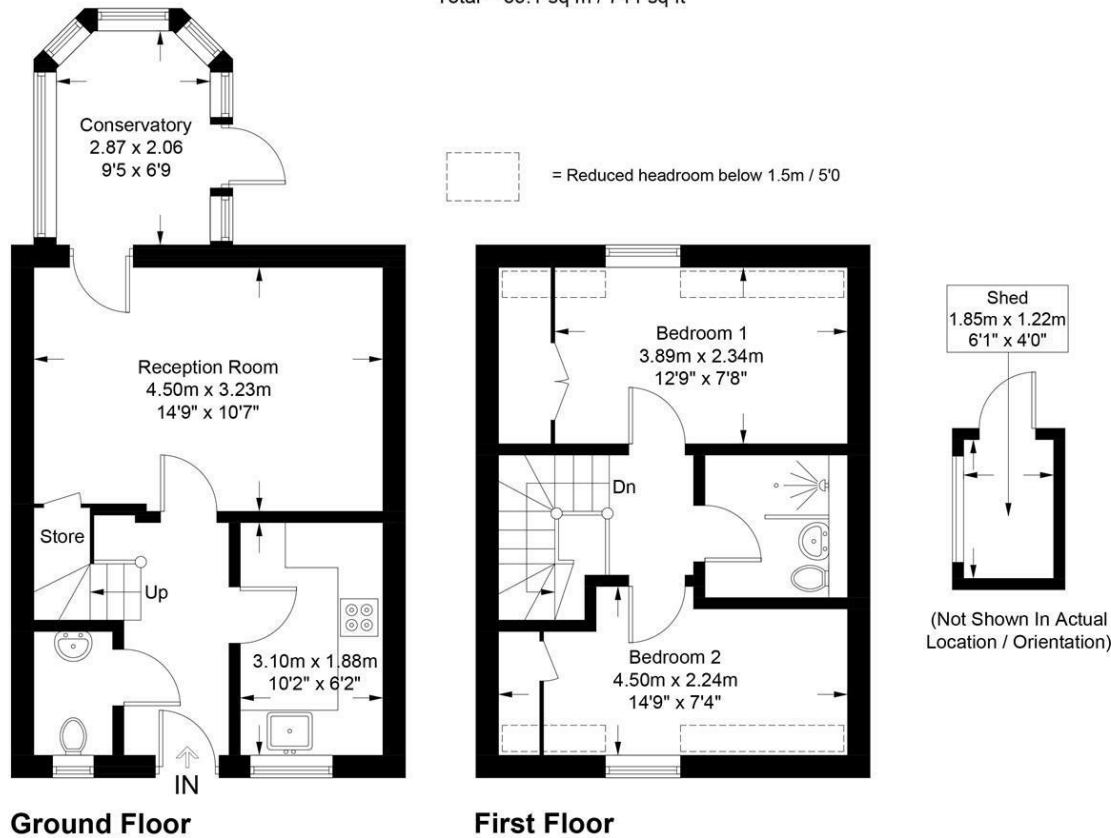 Conservatory
2.87 x 2.06
9'5 x 6'9
= Reduced headroom below 1.5m / 5'0
Reception Room
4.50m x 3.23m
14'9" x 10'7"
Store
Up
3.10m x 1.88m
10'2" x 6'2"
IN
Ground Floor
Bedroom 1
3.89m x 2.34m
12'9" x 7'8"
Dn
Bedroom 2
4.50m x 2.24m
14'9" x 7'4"
First Floor
Shed
1.85m x 1.22m
6'1" x 4'0"
(Not Shown In Actual
Location / Orientation)